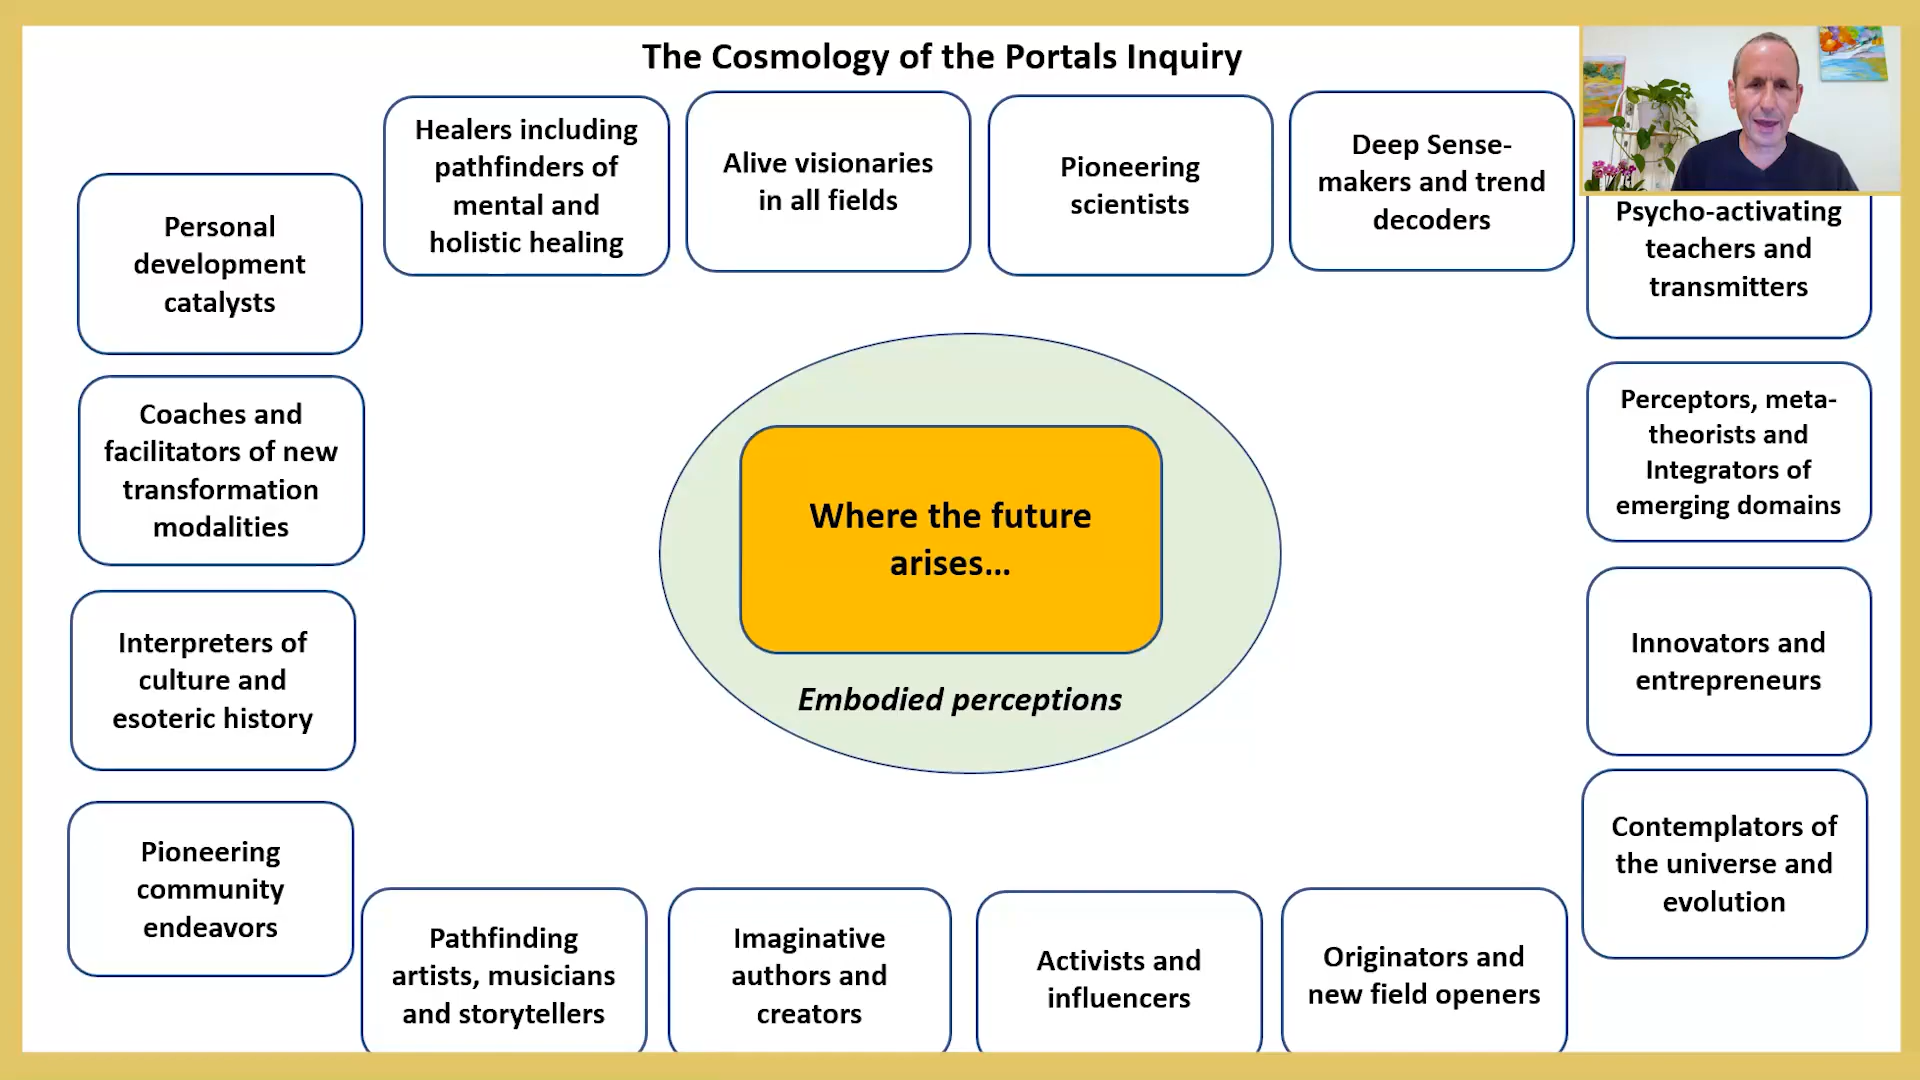 The Cosmology of the Portals Inquiry
Healers including
pathfinders of
mental and
holistic healing
Alive visionaries
in all fields
Pioneering
scientists
Deep Sense-
makers and trend
decoders
Psycho-activating
teachers and
transmitters
Personal
development
catalysts
Perceptors, meta-
theorists and
Integrators of
emerging domains
Coaches and
facilitators of new
transformation
modalities
Where the future
arises...
Embodied perceptions
Interpreters of
culture and
esoteric history
Innovators and
entrepreneurs
Pioneering
community
endeavors
Contemplators of
the universe and
evolution
Pathfinding
artists, musicians
and storytellers
Imaginative
authors and
creators
Activists and
influencers
Originators and
new field openers